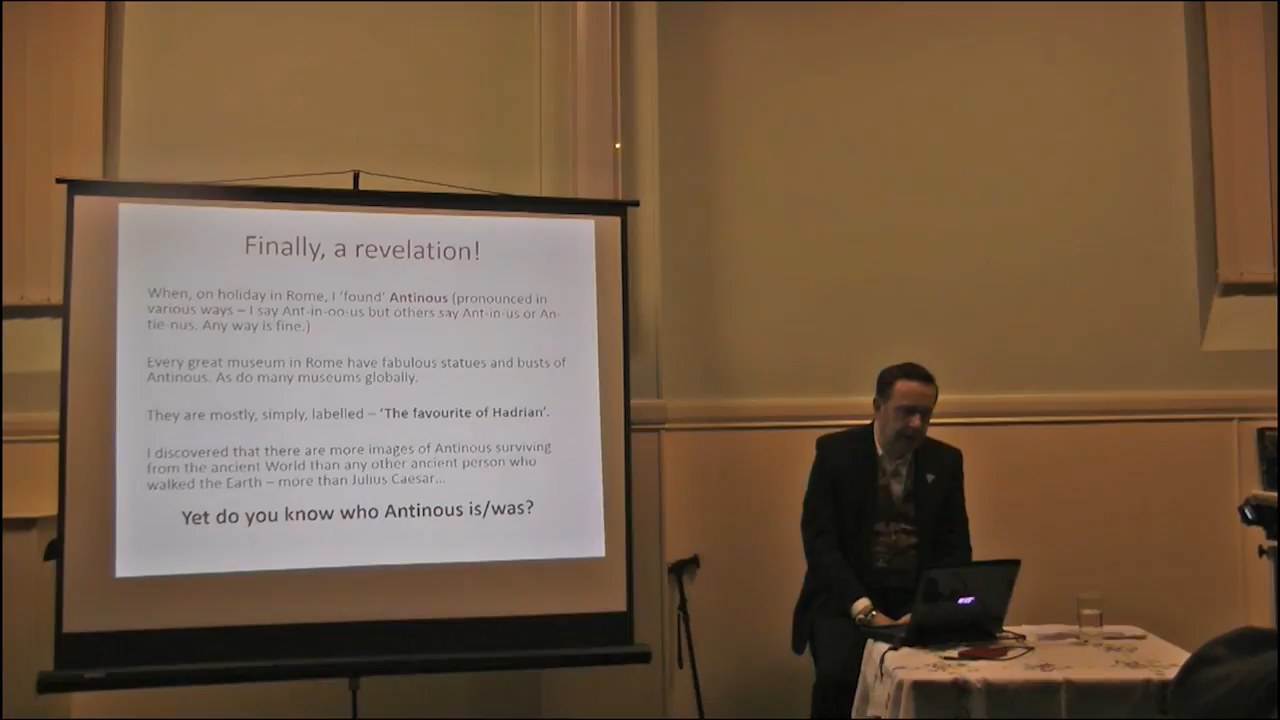 Finally, a revelation!
When, on holiday in Rome, I ‘found’ Antinous (pronounced in
various ways – I say Ant-in-oo-us but others say Ant-in-us or An-
tie-nus. Any way is fine.)
Every great museum in Rome have fabulous statues and busts of
Antinous. As do many museums globally.
They are mostly, simply, labelled – ‘The favourite of Hadrian’.
I discovered that there are more images of Antinous surviving
from the ancient World than any other ancient person who
walked the Earth – more than Julius Caesar...
Yet do you know who Antinous is/was?